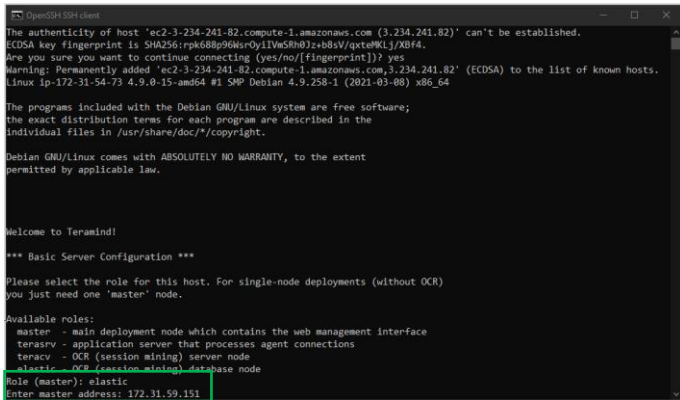 OpenSSH SSH client
The authenticity of host 'ec2-3-234-241-82.compute-1.amazonaws.com (3.234.241.82)' can't be established.
ECDSA key fingerprint is SHA256:rpk688p96WsrOyiIVmSRh0Jz+b8sV/qxteMKLj/XBf4.
Are you sure you want to continue connecting (yes/no/[fingerprint])? yes
Warning: Permanently added 'ec2-3-234-241-82.compute-1.amazonaws.com,3.234.241.82' (ECDSA) to the list of known hosts.
Linux ip-172-31-54-73 4.9.0-15-amd64 #1 SMP Debian 4.9.258-1 (2021-03-08) x86_64
The programs included with the Debian GNU/Linux system are free software;
the exact distribution terms for each program are described in the
individual files in /usr/share/doc/*/copyright.
Debian GNU/Linux comes with ABSOLUTELY NO WARRANTY, to the extent
permitted by applicable law.
Welcome to Teramind!
*** Basic Server Configuration ***
Please select the role for this host. For single-node deployments (without OCR)
you just need one 'master' node.
Available roles:
master - main deployment node which contains the web management interface
terasrv - application server that processes agent connections
teracv - OCR (session mining) server node
elastic - OCR (session mining) database node
Role (master): elastic
Enter master address: 172.31.59.151